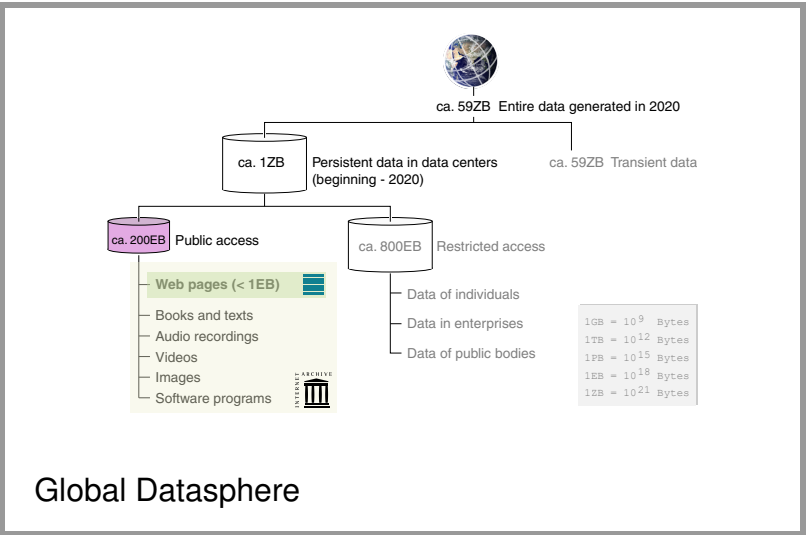 ca. 59ZB Entire data generated in 2020
ca. 1ZB Persistent data in data centers
(beginning - 2020)
ca. 59ZB Transient data
ca. 200EB Public access
ca. 800EB Restricted access
Web pages (< 1EB)
Books and texts
Audio recordings
Videos
Images
Software programs
INTERNET ARCHIVE
Data of individuals
Data in enterprises
Data of public bodies
1GB = 10⁹ Bytes
1TB = 10¹² Bytes
1PB = 10¹⁵ Bytes
1EB = 10¹⁸ Bytes
1ZB = 10²¹ Bytes
Global Datasphere